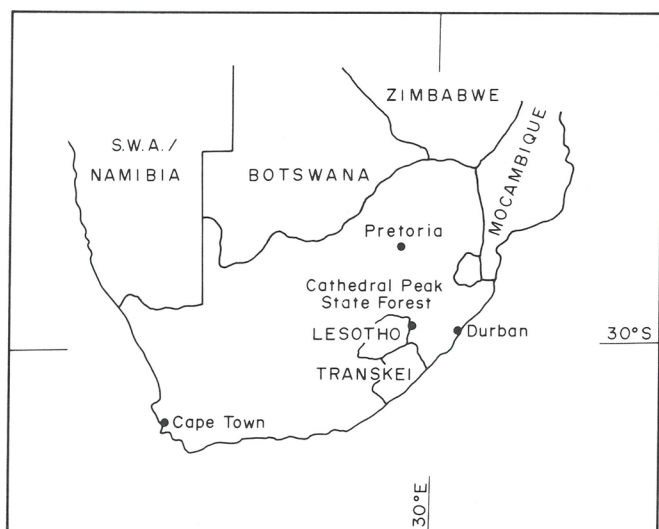 ZIMBABWE
S.W.A./
NAMIBIA
BOTSWANA
MOCAMBIQUE
Pretoria
Cathedral Peak
State Forest
LESOTHO
Durban
30°S
TRANSKEI
Cape Town
30°E